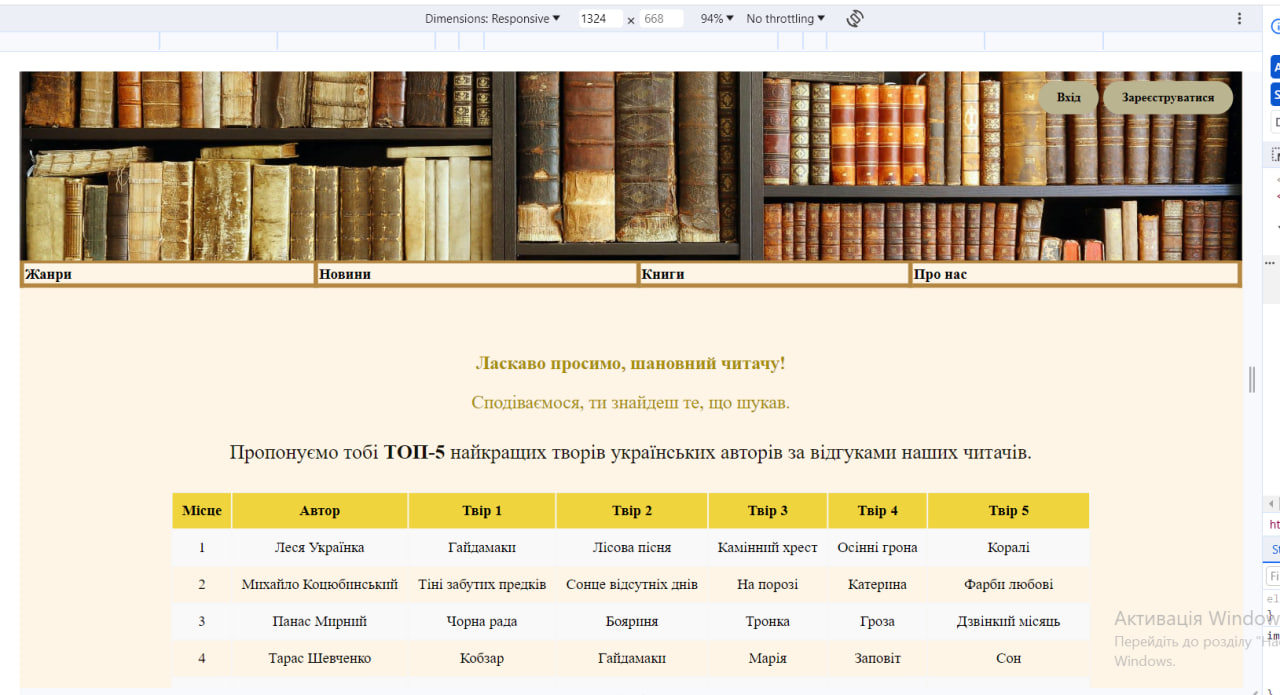 Dimensions: Responsive 1324 x 668 94% No throttling
Вхід Зареєструватися
Жанри Новини Книги Про нас
Ласкаво просимо, шановний читачу!
Сподіваємося, ти знайдеш те, що шукав.
Пропонуємо тобі ТОП-5 найкращих творів українських авторів за відгуками наших читачів.
Місце Автор Твір 1 Твір 2 Твір 3 Твір 4 Твір 5
1 Леся Українка Гайдамаки Лісова пісня Камінний хрест Осінні грона Коралі
2 Михайло Коцюбинський Тіні забутих предків Сонце відсутніх днів На порозі Катерина Фарби любові
3 Панас Мирний Чорна рада Бояриня Тронка Гроза Дзвінкий місяць
4 Тарас Шевченко Кобзар Гайдамаки Марія Заповіт Сон
Активація Window
Перейдіть до розділу "На
Windows.